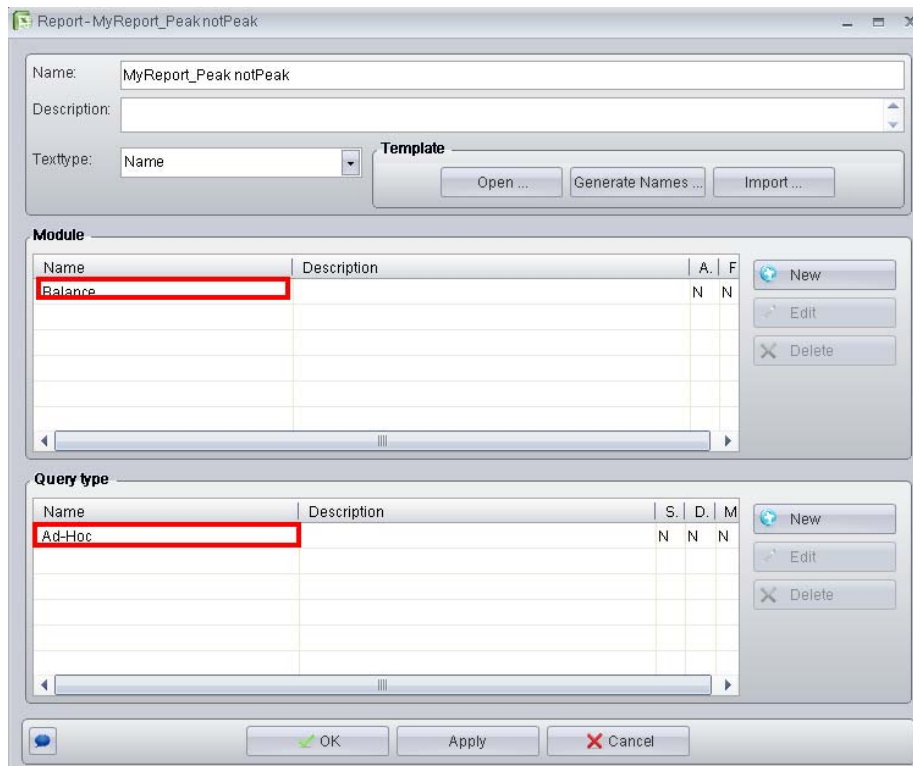 Report - MyReport_Peak notPeak
Name: MyReport_Peak notPeak
Description:
Texttype: Name
Template
Open ... Generate Names ... Import ...
Module
Name Description A. F
Balance N N
New
Edit
Delete
Query type
Name Description S. D. M
Ad-Hoc N N N
New
Edit
Delete
OK Apply Cancel